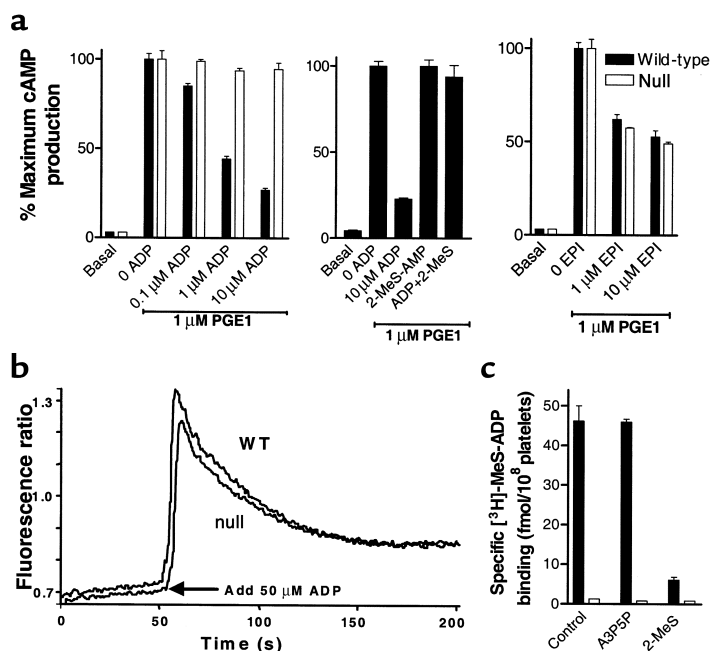 a
% Maximum cAMP
production
100
50
0
Basal
0 ADP
0.1 µM ADP
1 µM ADP
10 µM ADP
1 µM PGE1
100
50
0
Basal
0 ADP
10 µM ADP
2-MeS-AMP
ADP+2-MeS
1 µM PGE1
100
50
0
Wild-type
Null
Basal
0 EPI
1 µM EPI
10 µM EPI
1 µM PGE1
b
Fluorescence ratio
1.3
1.0
0.7
WT
null
Add 50 µM ADP
0
50
100
150
200
Time (s)
c
Specific [³H]-MeS-ADP
binding (fmol/10⁸ platelets)
50
40
30
20
10
0
Control
A3P5P
2-MeS